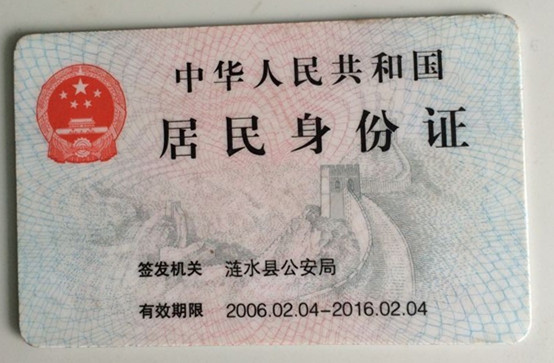 中华人民共和国
居民身份证
签发机关 涟水县公安局
有效期限 2006.02.04-2016.02.04